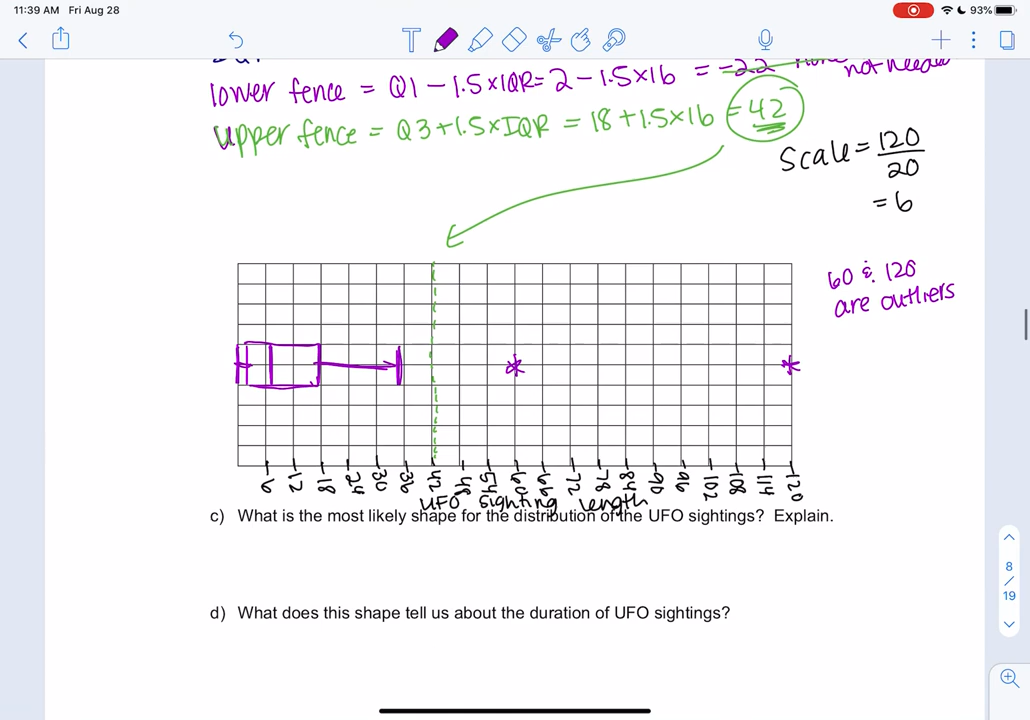 11:39 AM Fri Aug 28
93%
T
not needed
lower fence = Q1 - 1.5×IQR = 2 - 1.5×16 = -22
upper fence = Q3 + 1.5×IQR = 18 + 1.5×16 = 42
Scale = 120
20
= 6
60 & 120
are outliers
6 12 18 24 30 36 42 48 54 60 66 72 78 84 90 96 102 108 114 120
UFO sighting length
c) What is the most likely shape for the distribution of the UFO sightings? Explain.
d) What does this shape tell us about the duration of UFO sightings?
8
/
19